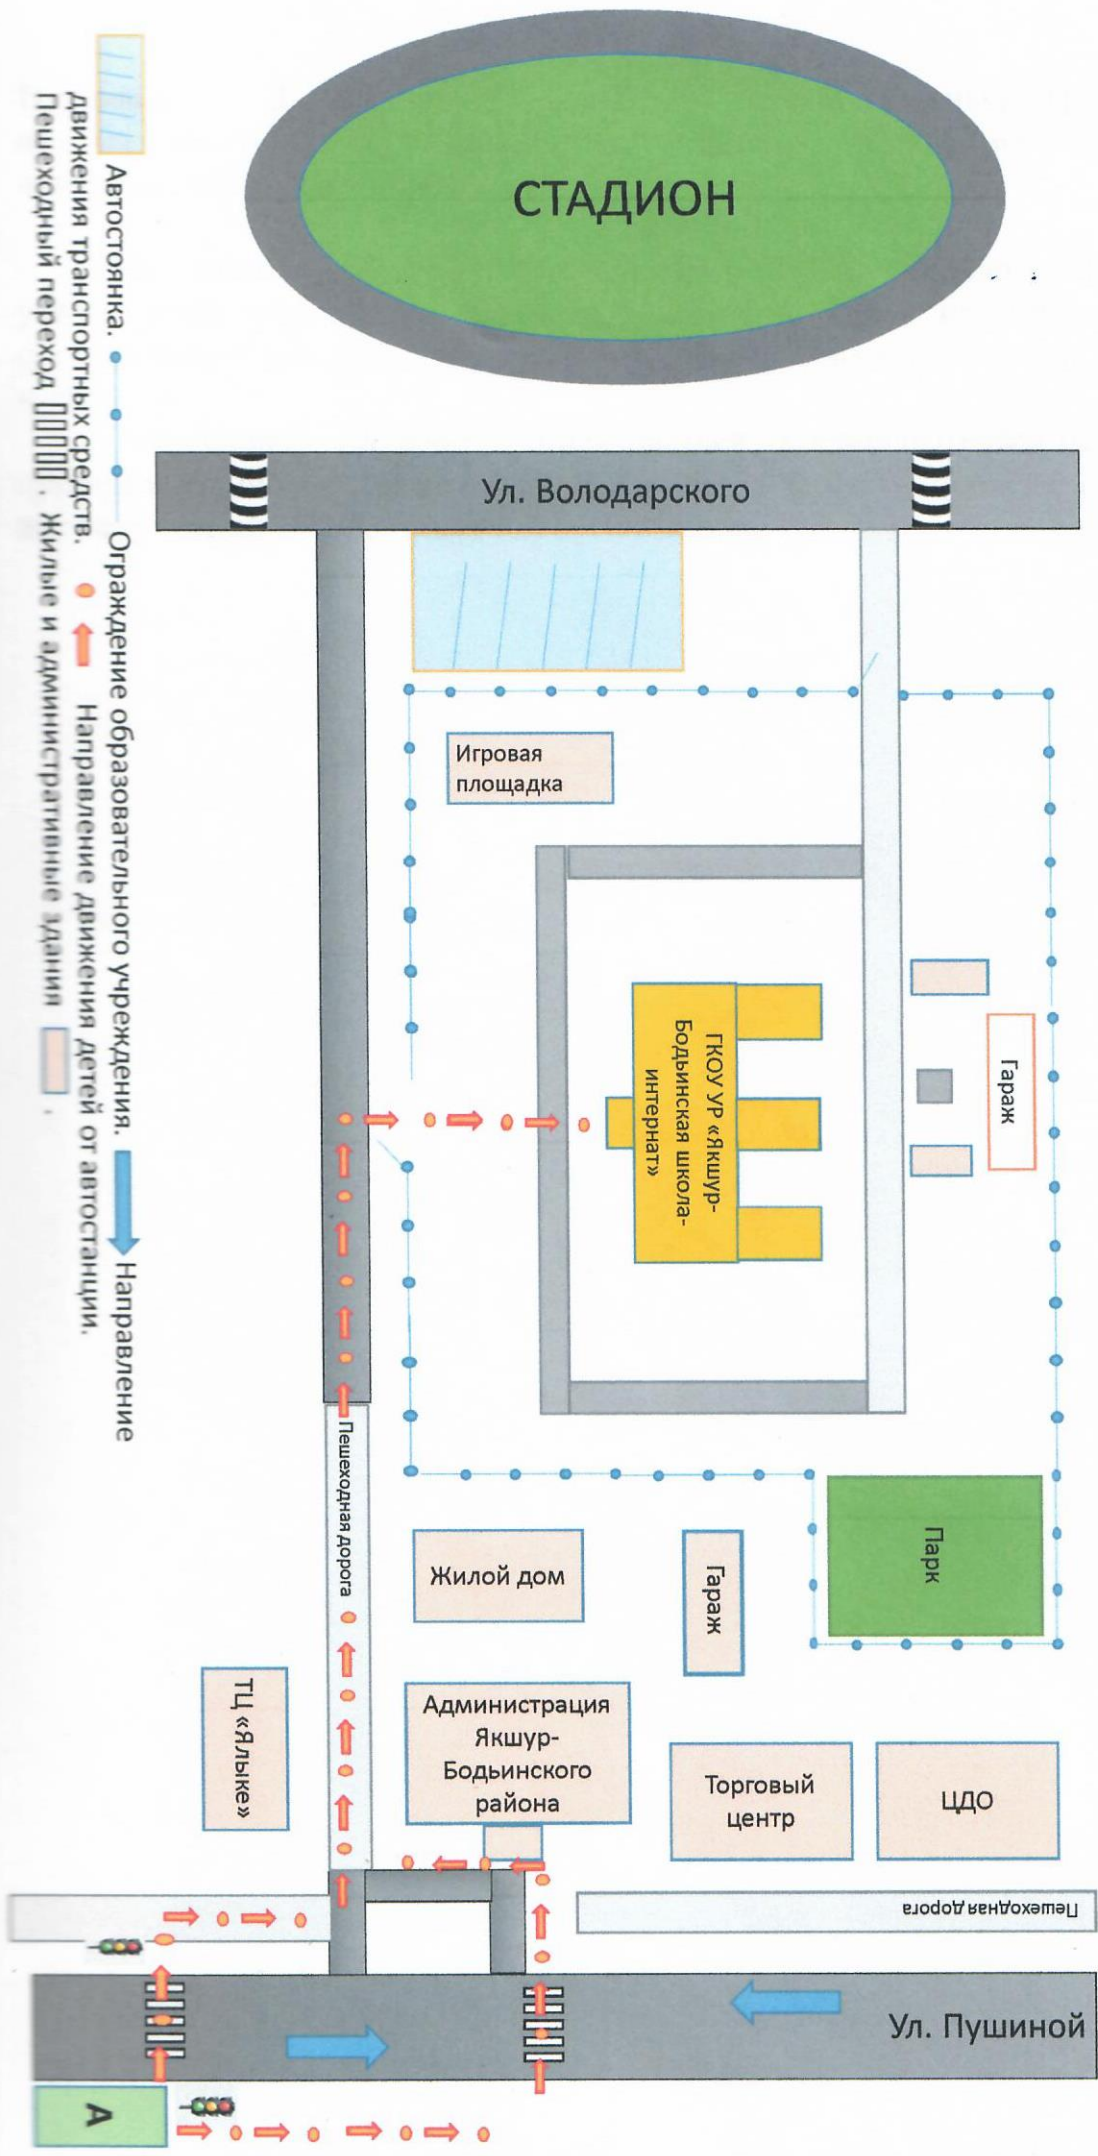 СТАДИОН
Ул. Володарского
Игровая
площадка
ГКОУ УР «Якшур-
Бодьинская школа-
интернат»
Гараж
Пешеходная дорога
Жилой дом
Гараж
Парк
ТЦ «Ялыке»
Администрация
Якшур-
Бодьинского
района
Торговый
центр
ЦДО
Пешеходная дорога
Ул. Пушиной
А
Автостоянка. Ограждение образовательного учреждения. Направление
движения транспортных средств. Направление движения детей от автостанции.
Пешеходный переход . Жилые и административные здания .